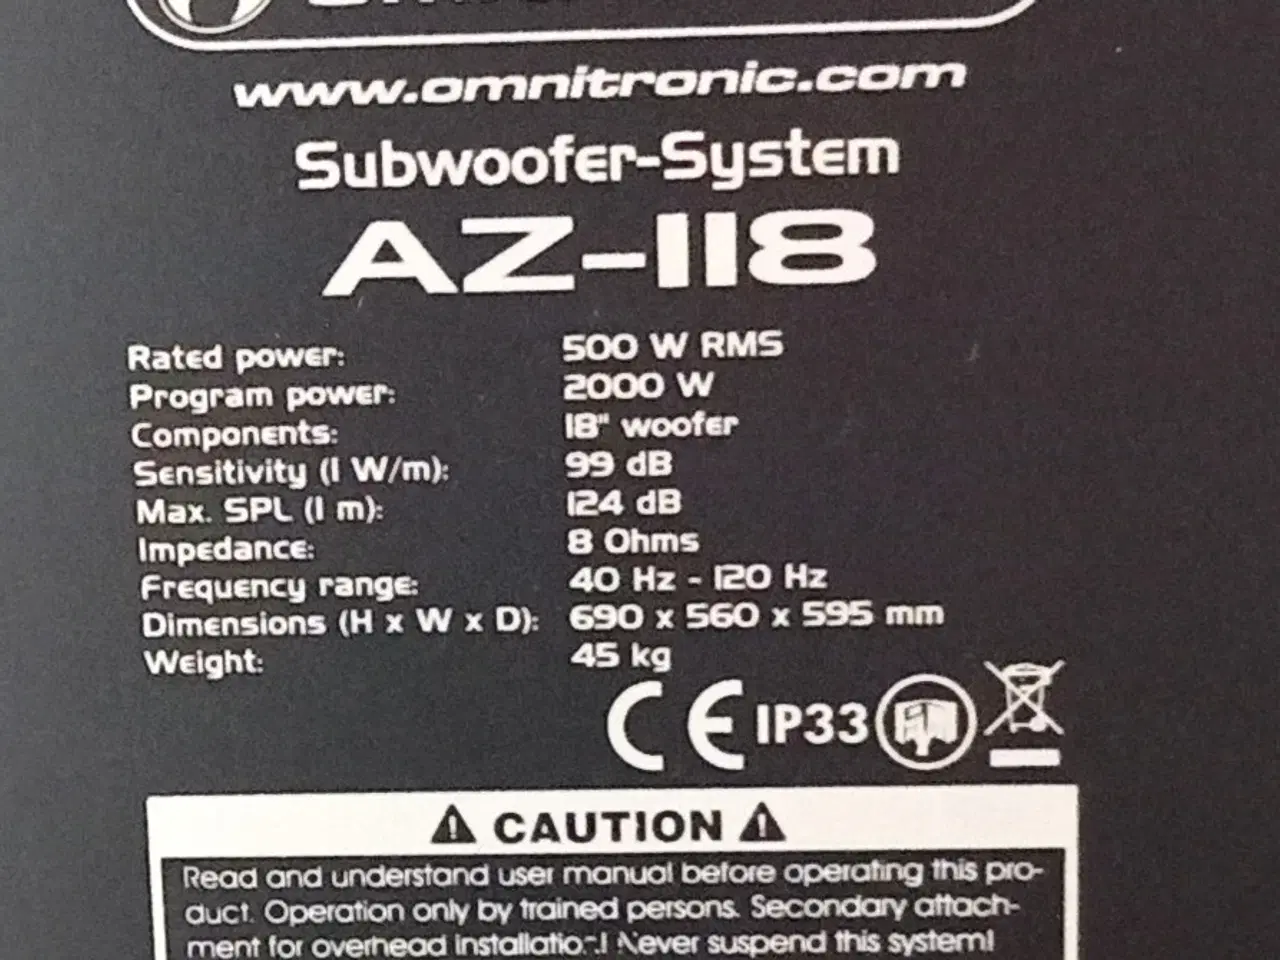 www.omnitronic.com
Subwoofer-System
AZ-118
Rated power: 500 W RMS
Program power: 2000 W
Components: 18" woofer
Sensitivity (1 W/m): 99 dB
Max. SPL (1 m): 124 dB
Impedance: 8 Ohms
Frequency range: 40 Hz - 120 Hz
Dimensions (H x W x D): 690 x 560 x 595 mm
Weight: 45 kg
CE IP33
CAUTION
Read and understand user manual before operating this pro-
duct. Operation only by trained persons. Secondary attach-
ment for overhead installation! Never suspend this system!